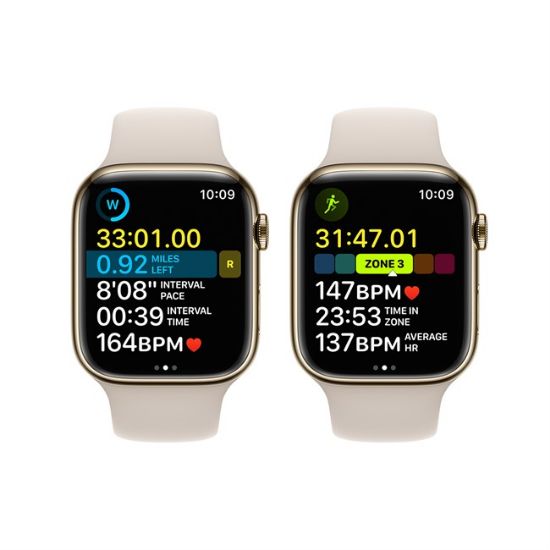 W
10:09
33:01.00
0.92 MILES LEFT
R
8'08" INTERVAL PACE
00:39 INTERVAL TIME
164BPM
10:09
31:47.01
ZONE 3
147BPM
23:53 TIME IN ZONE
137BPM AVERAGE HR